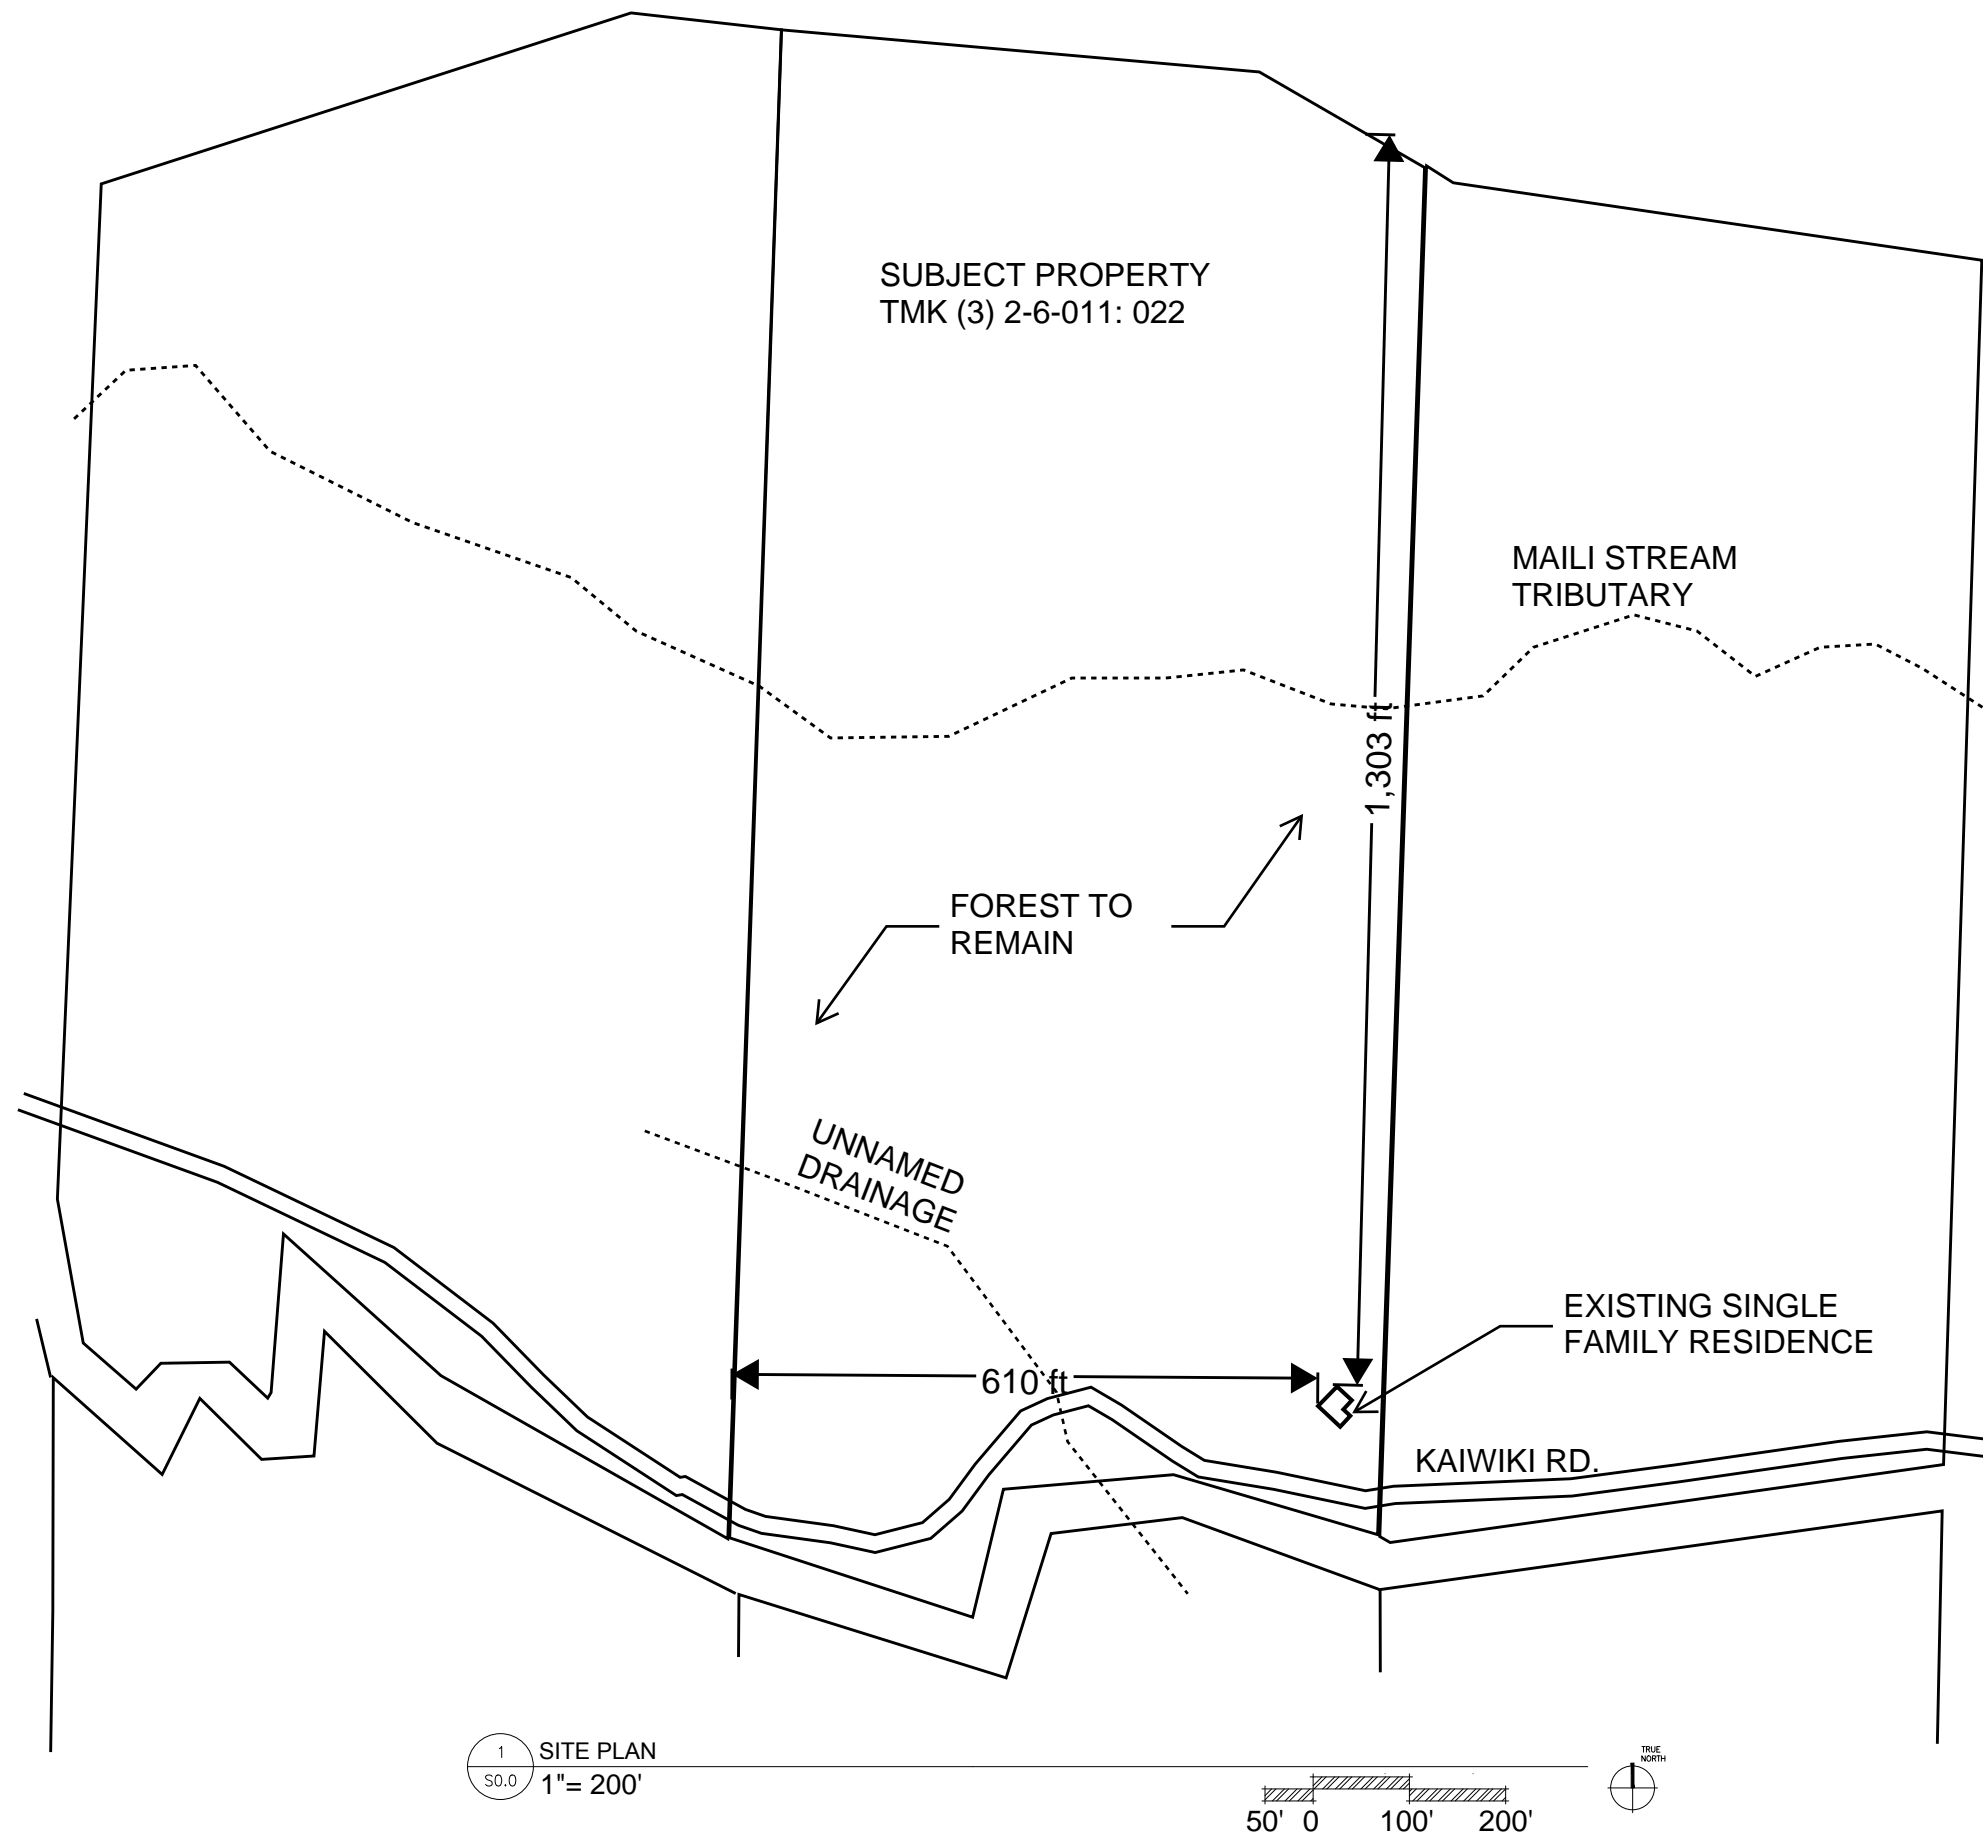 SUBJECT PROPERTY
TMK (3) 2-6-011: 022
MAILI STREAM
TRIBUTARY
1,303 ft
FOREST TO
REMAIN
UNNAMED
DRAINAGE
EXISTING SINGLE
FAMILY RESIDENCE
610 ft
KAIWIKI RD.
1
S0.0
SITE PLAN
1"= 200'
TRUE
NORTH
50' 0 100' 200'